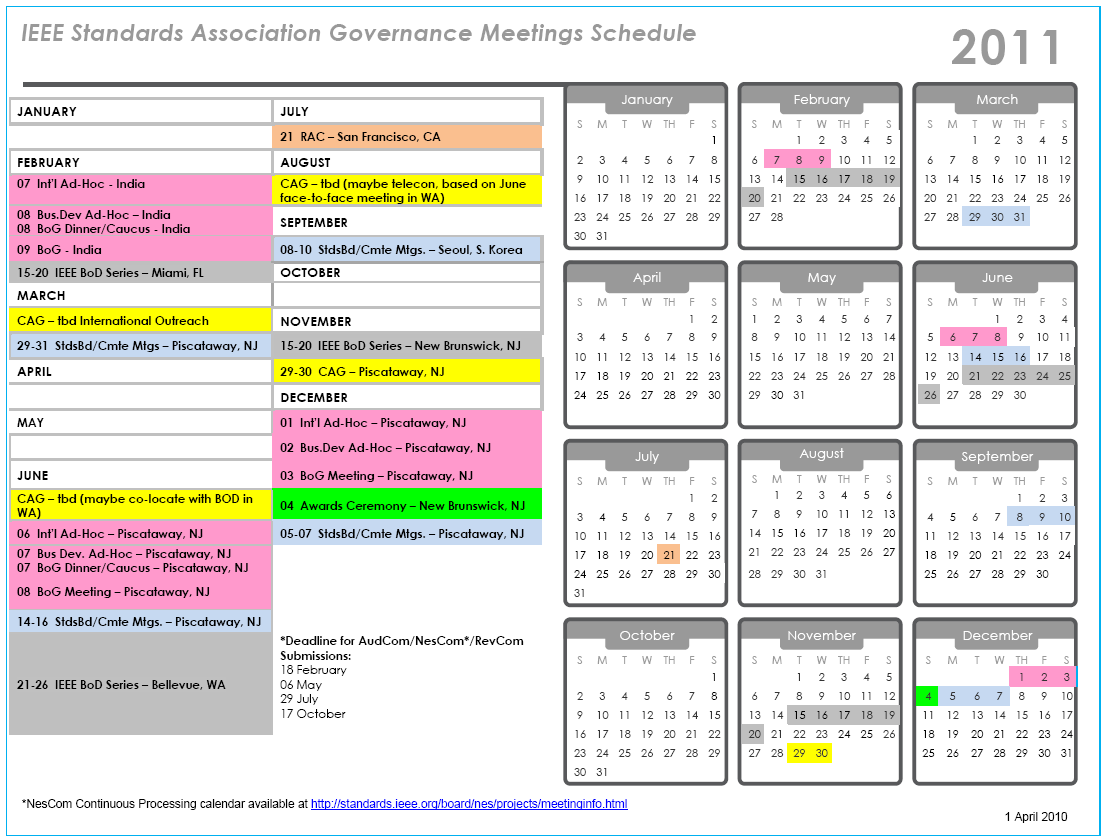 IEEE Standards Association Governance Meetings Schedule
2011
JANUARY
FEBRUARY
07 Int'l Ad-Hoc - India
08 Bus.Dev Ad-Hoc – India
08 BoG Dinner/Caucus - India
09 BoG - India
15-20 IEEE BoD Series – Miami, FL
MARCH
CAG – tbd International Outreach
29-31 StdsBd/Cmte Mtgs – Piscataway, NJ
APRIL
MAY
JUNE
CAG – tbd (maybe co-locate with BOD in
WA)
06 Int'l Ad-Hoc – Piscataway, NJ
07 Bus Dev. Ad-Hoc – Piscataway, NJ
07 BoG Dinner/Caucus – Piscataway, NJ
08 BoG Meeting – Piscataway, NJ
14-16 StdsBd/Cmte Mtgs. – Piscataway, NJ
21-26 IEEE BoD Series – Bellevue, WA
JULY
21 RAC – San Francisco, CA
AUGUST
CAG – tbd (maybe telecon, based on June
face-to-face meeting in WA)
SEPTEMBER
08-10 StdsBd/Cmte Mtgs. – Seoul, S. Korea
OCTOBER
NOVEMBER
15-20 IEEE BoD Series – New Brunswick, NJ
29-30 CAG – Piscataway, NJ
DECEMBER
01 Int'l Ad-Hoc – Piscataway, NJ
02 Bus.Dev Ad-Hoc – Piscataway, NJ
03 BoG Meeting – Piscataway, NJ
04 Awards Ceremony – New Brunswick, NJ
05-07 StdsBd/Cmte Mtgs. – Piscataway, NJ
*Deadline for AudCom/NesCom*/RevCom
Submissions:
18 February
06 May
29 July
17 October
January
S M T W TH F S
1
2 3 4 5 6 7 8
9 10 11 12 13 14 15
16 17 18 19 20 21 22
23 24 25 26 27 28 29
30 31
February
S M T W TH F S
1 2 3 4 5
6 7 8 9 10 11 12
13 14 15 16 17 18 19
20 21 22 23 24 25 26
27 28
March
S M T W TH F S
1 2 3 4 5
6 7 8 9 10 11 12
13 14 15 16 17 18 19
20 21 22 23 24 25 26
27 28 29 30 31
April
S M T W TH F S
1 2
3 4 5 6 7 8 9
10 11 12 13 14 15 16
17 18 19 20 21 22 23
24 25 26 27 28 29 30
May
S M T W TH F S
1 2 3 4 5 6 7
8 9 10 11 12 13 14
15 16 17 18 19 20 21
22 23 24 25 26 27 28
29 30 31
June
S M T W TH F S
1 2 3 4
5 6 7 8 9 10 11
12 13 14 15 16 17 18
19 20 21 22 23 24 25
26 27 28 29 30
July
S M T W TH F S
1 2
3 4 5 6 7 8 9
10 11 12 13 14 15 16
17 18 19 20 21 22 23
24 25 26 27 28 29 30
31
August
S M T W TH F S
1 2 3 4 5 6
7 8 9 10 11 12 13
14 15 16 17 18 19 20
21 22 23 24 25 26 27
28 29 30 31
September
S M T W TH F S
1 2 3
4 5 6 7 8 9 10
11 12 13 14 15 16 17
18 19 20 21 22 23 24
25 26 27 28 29 30
October
S M T W TH F S
1
2 3 4 5 6 7 8
9 10 11 12 13 14 15
16 17 18 19 20 21 22
23 24 25 26 27 28 29
30 31
November
S M T W TH F S
1 2 3 4 5
6 7 8 9 10 11 12
13 14 15 16 17 18 19
20 21 22 23 24 25 26
27 28 29 30
December
S M T W TH F S
1 2 3
4 5 6 7 8 9 10
11 12 13 14 15 16 17
18 19 20 21 22 23 24
25 26 27 28 29 30 31
*NesCom Continuous Processing calendar available at http://standards.ieee.org/board/nes/projects/meetinginfo.html
1 April 2010